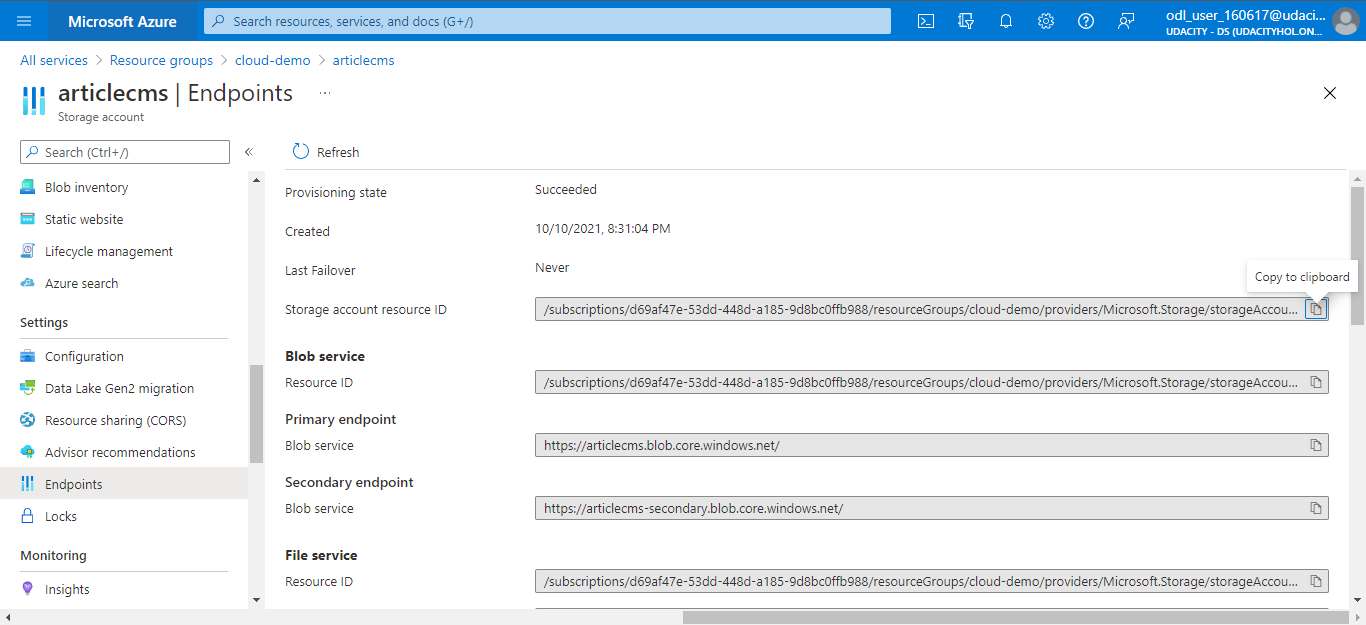 Microsoft Azure
Search resources, services, and docs (G+/)
odl_user_160617@udaci...
UDACITY - DS (UDACITYHOL.ON...
All services > Resource groups > cloud-demo > articlecms
articlecms | Endpoints ...
Storage account
Search (Ctrl+/)
«
Blob inventory
Static website
Lifecycle management
Azure search
Settings
Configuration
Data Lake Gen2 migration
Resource sharing (CORS)
Advisor recommendations
Endpoints
Locks
Monitoring
Insights
Refresh
Provisioning state Succeeded
Created 10/10/2021, 8:31:04 PM
Last Failover Never
Copy to clipboard
Storage account resource ID /subscriptions/d69af47e-53dd-448d-a185-9d8bc0ffb988/resourceGroups/cloud-demo/providers/Microsoft.Storage/storageAccou...
Blob service
Resource ID /subscriptions/d69af47e-53dd-448d-a185-9d8bc0ffb988/resourceGroups/cloud-demo/providers/Microsoft.Storage/storageAccou...
Primary endpoint
Blob service https://articlecms.blob.core.windows.net/
Secondary endpoint
Blob service https://articlecms-secondary.blob.core.windows.net/
File service
Resource ID /subscriptions/d69af47e-53dd-448d-a185-9d8bc0ffb988/resourceGroups/cloud-demo/providers/Microsoft.Storage/storageAccou...